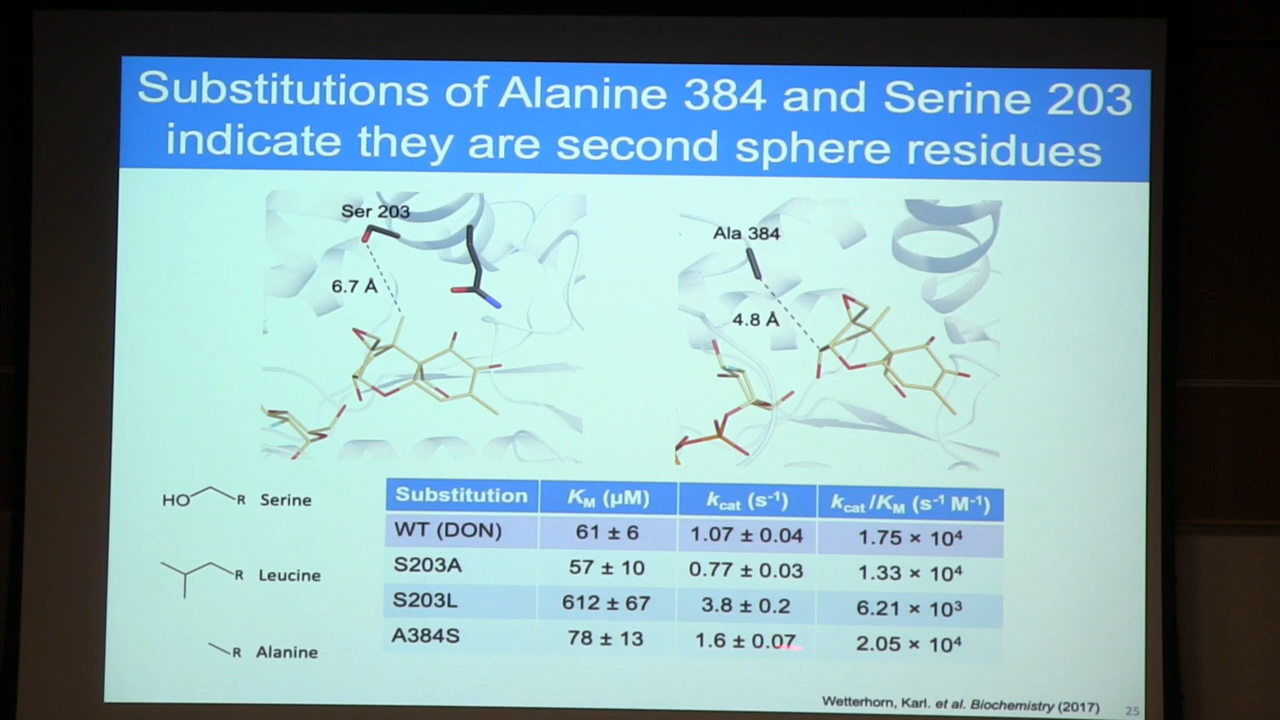 Substitutions of Alanine 384 and Serine 203
indicate they are second sphere residues
Ser 203
6.7 Å
Ala 384
4.8 Å
HO R Serine
R Leucine
R Alanine
Substitution KM (µM) kcat (s-1) kcat/KM (s-1 M-1)
WT (DON) 61 ± 6 1.07 ± 0.04 1.75 × 10⁴
S203A 57 ± 10 0.77 ± 0.03 1.33 × 10⁴
S203L 612 ± 67 3.8 ± 0.2 6.21 × 10³
A384S 78 ± 13 1.6 ± 0.07 2.05 × 10⁴
Wetterhorn, Karl. et al. Biochemistry (2017)
25